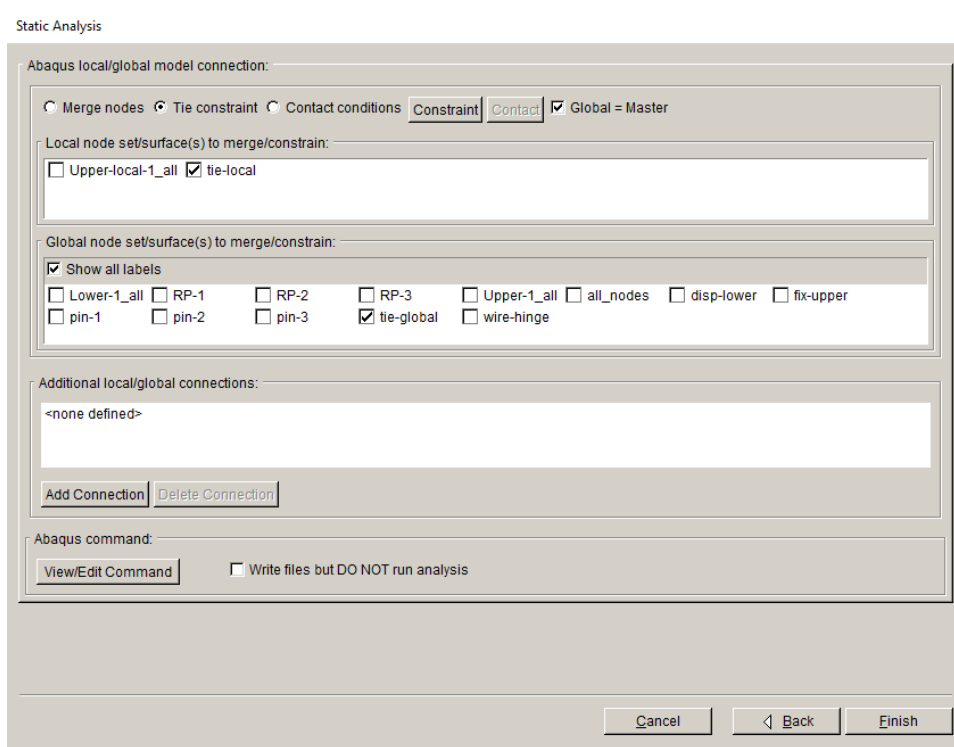 Static Analysis
Abaqus local/global model connection:
Merge nodes Tie constraint Contact conditions Constraint Contact Global = Master
Local node set/surface(s) to merge/constrain:
Upper-local-1_all tie-local
Global node set/surface(s) to merge/constrain:
Show all labels
Lower-1_all RP-1 RP-2 RP-3 Upper-1_all all_nodes disp-lower fix-upper
pin-1 pin-2 pin-3 tie-global wire-hinge
Additional local/global connections:
<none defined>
Add Connection Delete Connection
Abaqus command:
View/Edit Command Write files but DO NOT run analysis
Cancel Back Finish